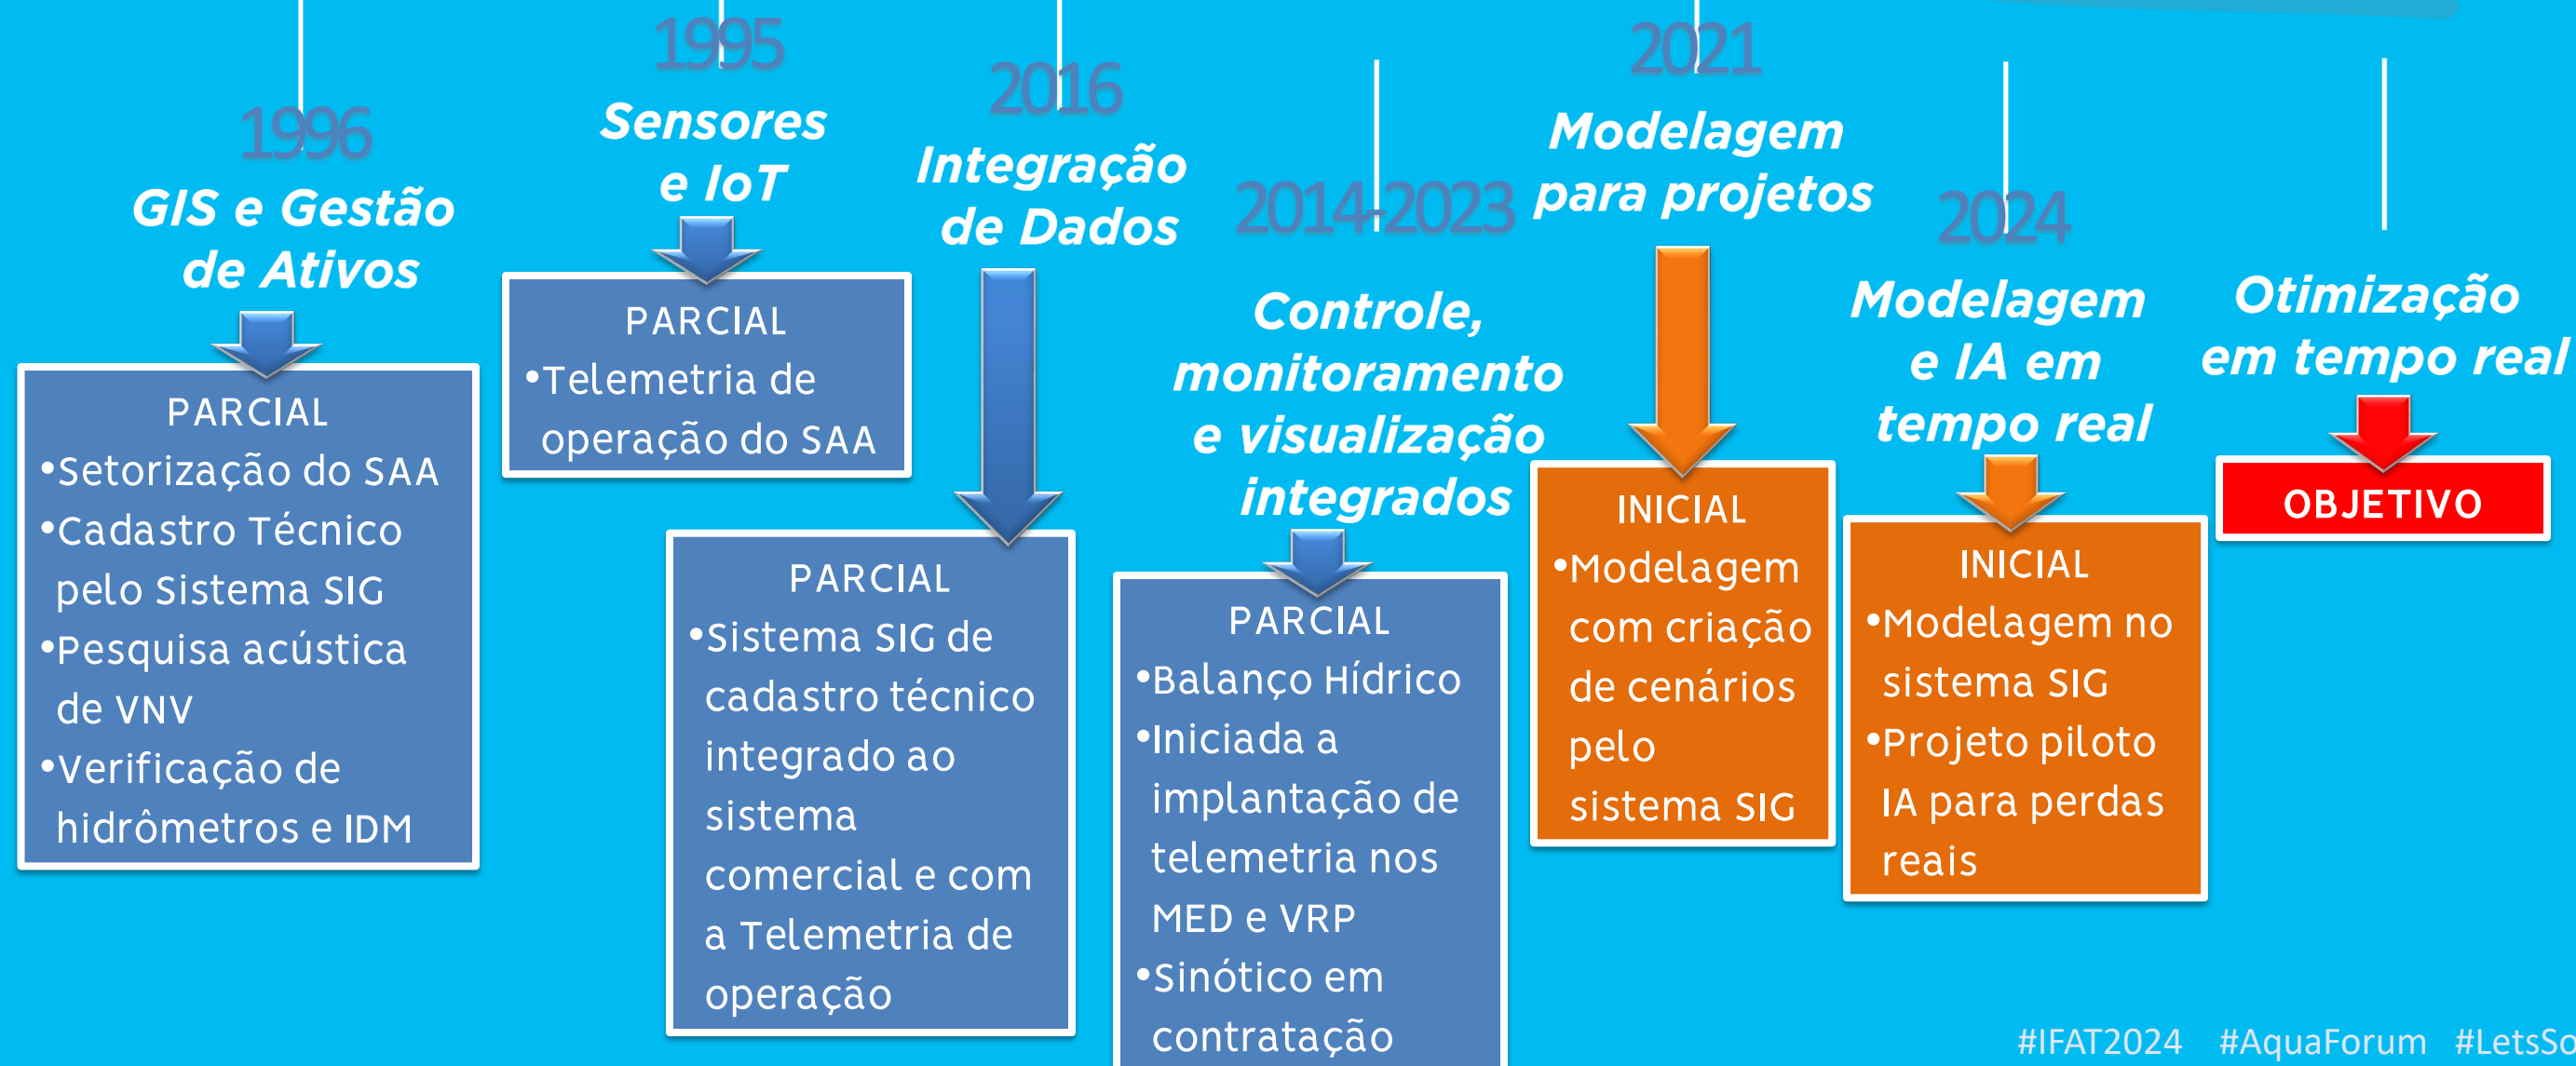 1996
GIS e Gestão
de Ativos
PARCIAL
•Setorização do SAA
•Cadastro Técnico
pelo Sistema SIG
•Pesquisa acústica
de VNV
•Verificação de
hidrômetros e IDM
1995
Sensores
e IoT
PARCIAL
•Telemetria de
operação do SAA
2016
Integração
de Dados
PARCIAL
•Sistema SIG de
cadastro técnico
integrado ao
sistema
comercial e com
a Telemetria de
operação
2014-2023
Controle,
monitoramento
e visualização
integrados
PARCIAL
•Balanço Hídrico
•Iniciada a
implantação de
telemetria nos
MED e VRP
•Sinótico em
contratação
2021
Modelagem
para projetos
INICIAL
•Modelagem
com criação
de cenários
pelo
sistema SIG
2024
Modelagem
e IA em
tempo real
INICIAL
•Modelagem no
sistema SIG
•Projeto piloto
IA para perdas
reais
Otimização
em tempo real
OBJETIVO
#IFAT2024 #AquaForum #LetsSo